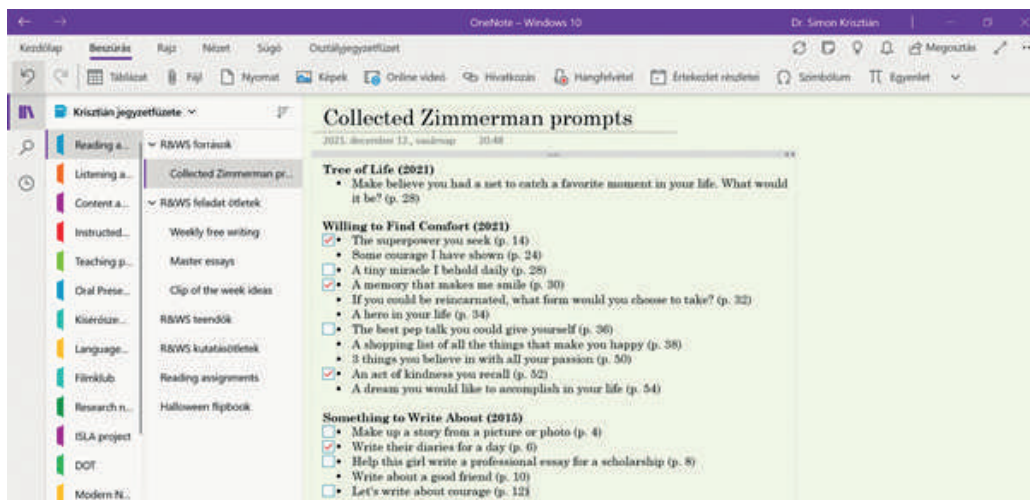 OneNote – Windows 10
Dr. Simon Krisztián
Kezdőlap Beszúrás Rajz Nézet Súgó Osztályjegyzetfüzet Megosztás
Táblázat Fájl Nyomat Képek Online videó Hivatkozás Hangfelvétel Értekezlet részletei Szimbólum Egyenlet
Krisztián jegyzetfüzete
Reading a...
Listening a...
Content a...
Instructed...
Teaching p...
Oral Prese...
Kísérősze...
Language...
Filmklub
Research n...
ISLA project
DOT
Modern N...
R&WS források
Collected Zimmerman pr...
R&WS feladat ötletek
Weekly free writing
Master essays
Clip of the week ideas
R&WS teendők
R&WS kutatásötletek
Reading assignments
Halloween flipbook
Collected Zimmerman prompts
2021. december 12., vasárnap 20:48
Tree of Life (2021)
• Make believe you had a net to catch a favorite moment in your life. What would
it be? (p. 28)
Willing to Find Comfort (2021)
• The superpower you seek (p. 14)
• Some courage I have shown (p. 24)
• A tiny miracle I behold daily (p. 28)
• A memory that makes me smile (p. 30)
• If you could be reincarnated, what form would you choose to take? (p. 32)
• A hero in your life (p. 34)
• The best pep talk you could give yourself (p. 36)
• A shopping list of all the things that make you happy (p. 38)
• 3 things you believe in with all your passion (p. 50)
• An act of kindness you recall (p. 52)
• A dream you would like to accomplish in your life (p. 54)
Something to Write About (2015)
• Make up a story from a picture or photo (p. 4)
• Write their diaries for a day (p. 6)
• Help this girl write a professional essay for a scholarship (p. 8)
• Write about a good friend (p. 10)
• Let's write about courage (p. 12)